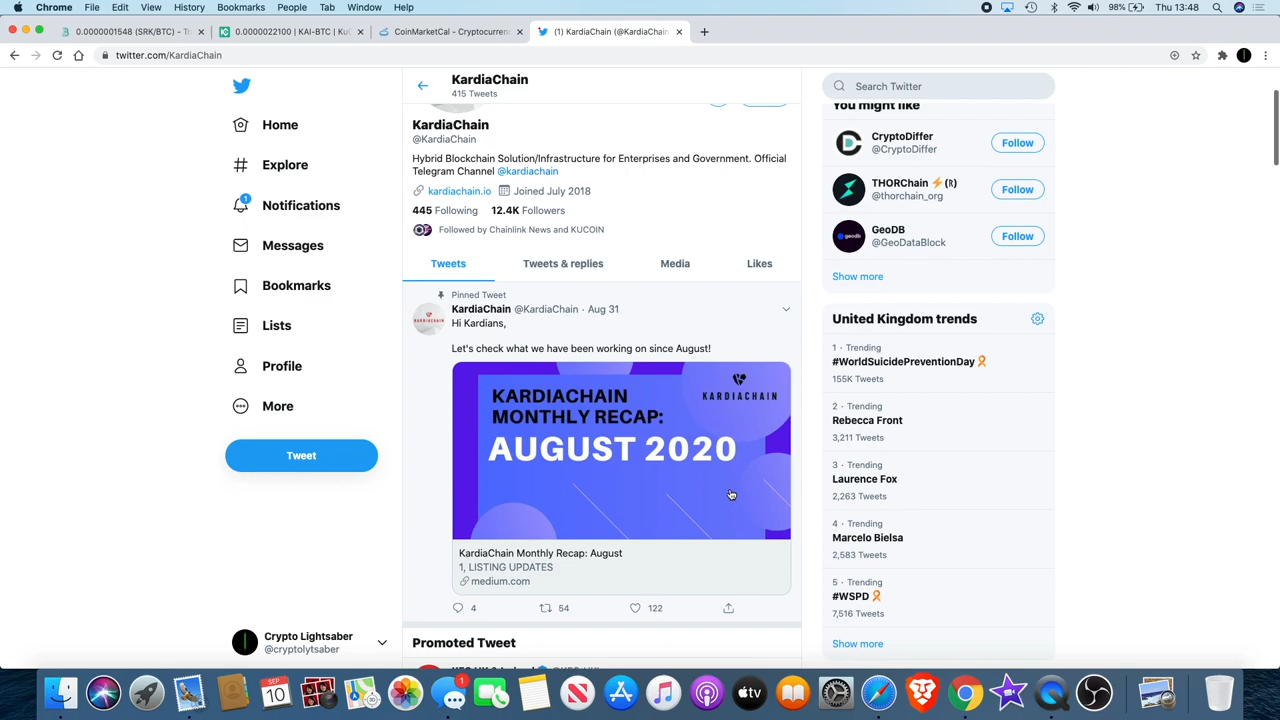 Chrome File Edit View History Bookmarks People Tab Window Help 98% Thu 13:48
0.0000001548 (SRK/BTC) - Tr
0.0000022100 | KAI-BTC | Ku
CoinMarketCal - Cryptocurren
(1) KardiaChain (@KardiaChain
twitter.com/KardiaChain
Home
Explore
1
Notifications
Messages
Bookmarks
Lists
Profile
More
Tweet
Crypto Lightsaber
@cryptolytsaber
KardiaChain
415 Tweets
KardiaChain
@KardiaChain
Hybrid Blockchain Solution/Infrastructure for Enterprises and Government. Official
Telegram Channel @kardiachain
kardiachain.io Joined July 2018
445 Following 12.4K Followers
Followed by Chainlink News and KUCOIN
Tweets Tweets & replies Media Likes
Pinned Tweet
KardiaChain @KardiaChain · Aug 31
Hi Kardians,
Let's check what we have been working on since August!
KARDIACHAIN
MONTHLY RECAP:
AUGUST 2020
KARDIACHAIN
KardiaChain Monthly Recap: August
1, LISTING UPDATES
medium.com
4 54 122
Promoted Tweet
Search Twitter
You might like
CryptoDiffer
@CryptoDiffer
Follow
THORChain ⚡(ᚱ)
@thorchain_org
Follow
geodb
GeoDB
@GeoDataBlock
Follow
Show more
United Kingdom trends
1 · Trending
#WorldSuicidePreventionDay
155K Tweets
2 · Trending
Rebecca Front
3,211 Tweets
3 · Trending
Laurence Fox
2,263 Tweets
4 · Trending
Marcelo Bielsa
2,583 Tweets
5 · Trending
#WSPD
7,516 Tweets
Show more
SEP
10
1
tv